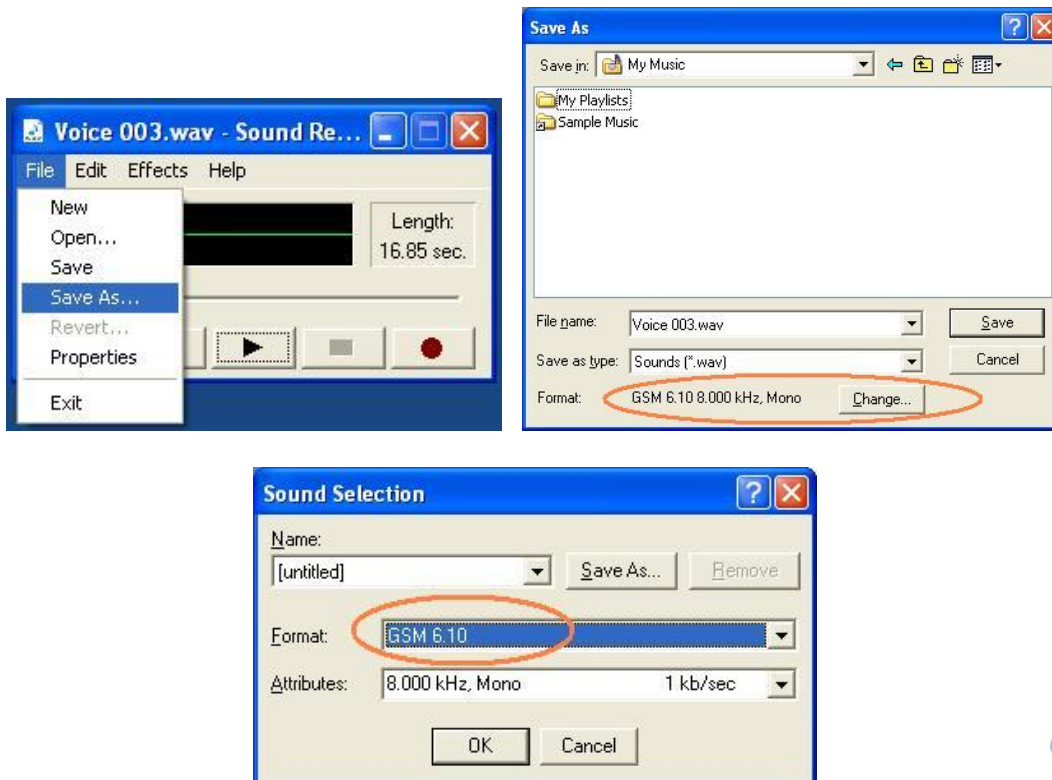 Voice 003.wav - Sound Re...
File Edit Effects Help
New
Open...
Save
Save As...
Revert...
Properties
Exit
Length:
16.85 sec.
Save As
Save in: My Music
My Playlists
Sample Music
File name: Voice 003.wav Save
Save as type: Sounds (*.wav) Cancel
Format: GSM 6.10 8.000 kHz, Mono Change...
Sound Selection
Name:
[untitled] Save As... Remove
Format: GSM 6.10
Attributes: 8.000 kHz, Mono 1 kb/sec
OK Cancel